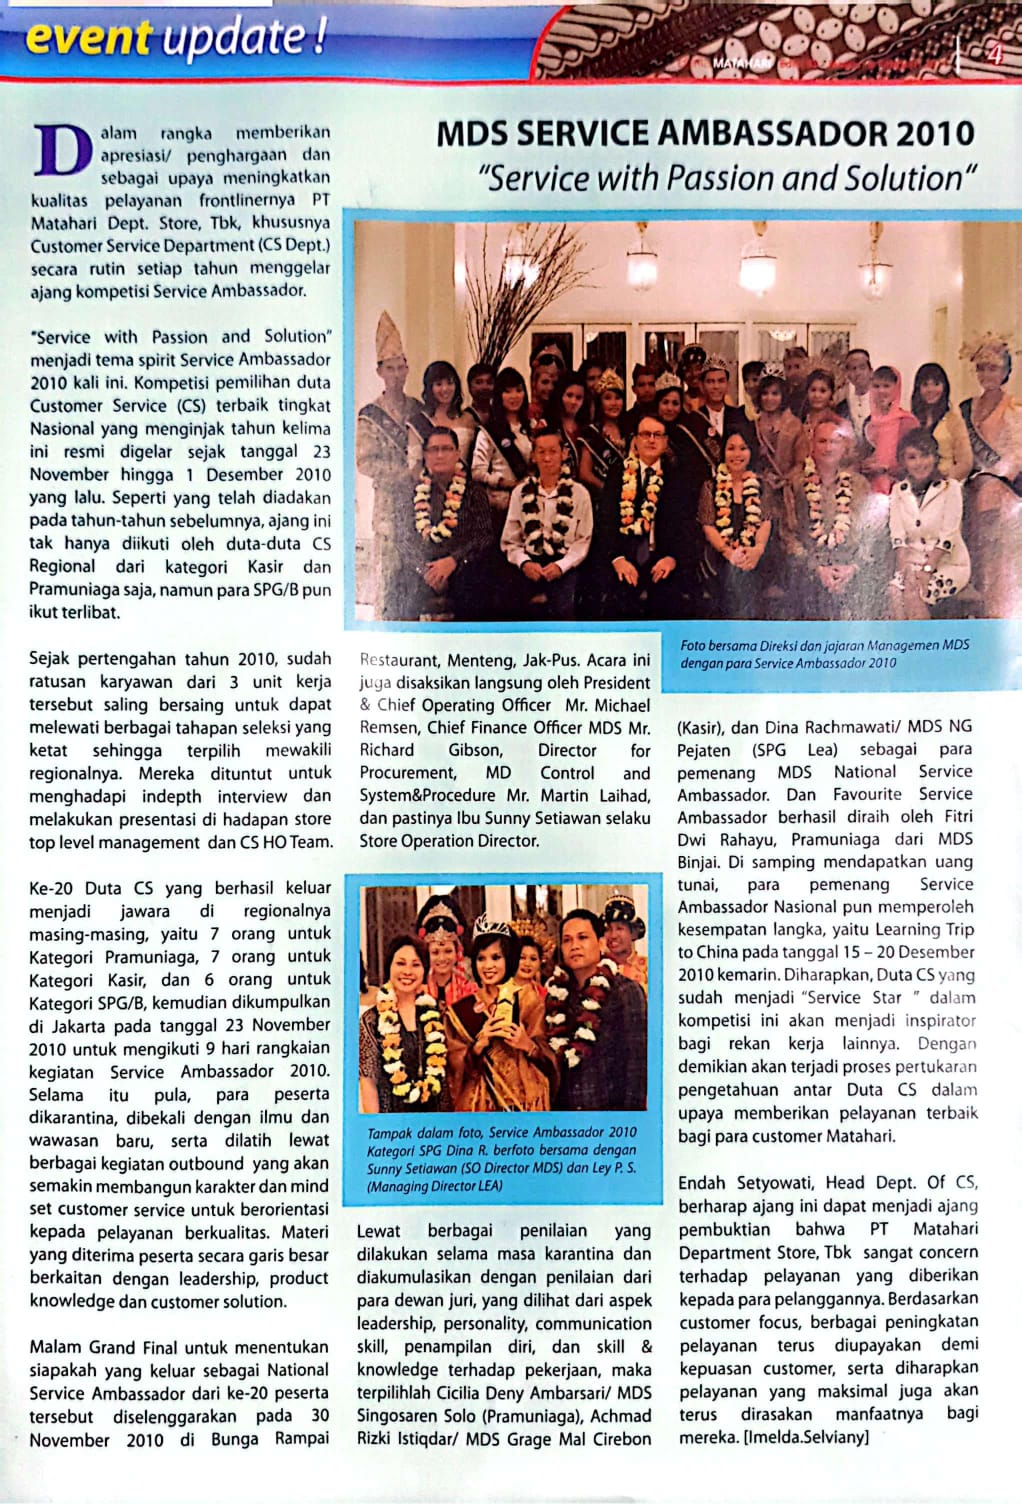 event update!
MATAHARI
4
MDS SERVICE AMBASSADOR 2010
"Service with Passion and Solution"
Dalam rangka memberikan
apresiasi/ penghargaan dan
sebagai upaya meningkatkan
kualitas pelayanan frontlinernya PT
Matahari Dept. Store, Tbk, khususnya
Customer Service Department (CS Dept.)
secara rutin setiap tahun menggelar
ajang kompetisi Service Ambassador.
"Service with Passion and Solution"
menjadi tema spirit Service Ambassador
2010 kali ini. Kompetisi pemilihan duta
Customer Service (CS) terbaik tingkat
Nasional yang menginjak tahun kelima
ini resmi digelar sejak tanggal 23
November hingga 1 Desember 2010
yang lalu. Seperti yang telah diadakan
pada tahun-tahun sebelumnya, ajang ini
tak hanya diikuti oleh duta-duta CS
Regional dari kategori Kasir dan
Pramuniaga saja, namun para SPG/B pun
ikut terlibat.
Sejak pertengahan tahun 2010, sudah
ratusan karyawan dari 3 unit kerja
tersebut saling bersaing untuk dapat
melewati berbagai tahapan seleksi yang
ketat sehingga terpilih mewakili
regionalnya. Mereka dituntut untuk
menghadapi indepth interview dan
melakukan presentasi di hadapan store
top level management dan CS HO Team.
Ke-20 Duta CS yang berhasil keluar
menjadi jawara di regionalnya
masing-masing, yaitu 7 orang untuk
Kategori Pramuniaga, 7 orang untuk
Kategori Kasir, dan 6 orang untuk
Kategori SPG/B, kemudian dikumpulkan
di Jakarta pada tanggal 23 November
2010 untuk mengikuti 9 hari rangkaian
kegiatan Service Ambassador 2010.
Selama itu pula, para peserta
dikarantina, dibekali dengan ilmu dan
wawasan baru, serta dilatih lewat
berbagai kegiatan outbound yang akan
semakin membangun karakter dan mind
set customer service untuk berorientasi
kepada pelayanan berkualitas. Materi
yang diterima peserta secara garis besar
berkaitan dengan leadership, product
knowledge dan customer solution.
Malam Grand Final untuk menentukan
siapakah yang keluar sebagai National
Service Ambassador dari ke-20 peserta
tersebut diselenggarakan pada 30
November 2010 di Bunga Rampai
Foto bersama Direksi dan jajaran Managemen MDS
dengan para Service Ambassador 2010
Restaurant, Menteng, Jak-Pus. Acara ini
juga disaksikan langsung oleh President
& Chief Operating Officer Mr. Michael
Remsen, Chief Finance Officer MDS Mr.
Richard Gibson, Director for
Procurement, MD Control and
System&Procedure Mr. Martin Laihad,
dan pastinya Ibu Sunny Setiawan selaku
Store Operation Director.
Tampak dalam foto, Service Ambassador 2010
Kategori SPG Dina R. berfoto bersama dengan
Sunny Setiawan (SO Director MDS) dan Ley P. S.
(Managing Director LEA)
Lewat berbagai penilaian yang
dilakukan selama masa karantina dan
diakumulasikan dengan penilaian dari
para dewan juri, yang dilihat dari aspek
leadership, personality, communication
skill, penampilan diri, dan skill &
knowledge terhadap pekerjaan, maka
terpilihlah Cicilia Deny Ambarsari/ MDS
Singosaren Solo (Pramuniaga), Achmad
Rizki Istiqdar/ MDS Grage Mal Cirebon
(Kasir), dan Dina Rachmawati/ MDS NG
Pejaten (SPG Lea) sebagai para
pemenang MDS National Service
Ambassador. Dan Favourite Service
Ambassador berhasil diraih oleh Fitri
Dwi Rahayu, Pramuniaga dari MDS
Binjai. Di samping mendapatkan uang
tunai, para pemenang Service
Ambassador Nasional pun memperoleh
kesempatan langka, yaitu Learning Trip
to China pada tanggal 15 – 20 Desember
2010 kemarin. Diharapkan, Duta CS yang
sudah menjadi "Service Star " dalam
kompetisi ini akan menjadi inspirator
bagi rekan kerja lainnya. Dengan
demikian akan terjadi proses pertukaran
pengetahuan antar Duta CS dalam
upaya memberikan pelayanan terbaik
bagi para customer Matahari.
Endah Setyowati, Head Dept. Of CS,
berharap ajang ini dapat menjadi ajang
pembuktian bahwa PT Matahari
Department Store, Tbk sangat concern
terhadap pelayanan yang diberikan
kepada para pelanggannya. Berdasarkan
customer focus, berbagai peningkatan
pelayanan terus diupayakan demi
kepuasan customer, serta diharapkan
pelayanan yang maksimal juga akan
terus dirasakan manfaatnya bagi
mereka. [Imelda.Selviany]